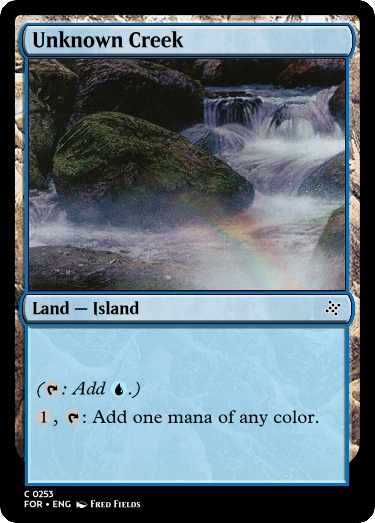 Unknown Creek
Land — Island
(: Add .)
1, : Add one mana of any color.
C 0253
FOR • ENG Fred Fields